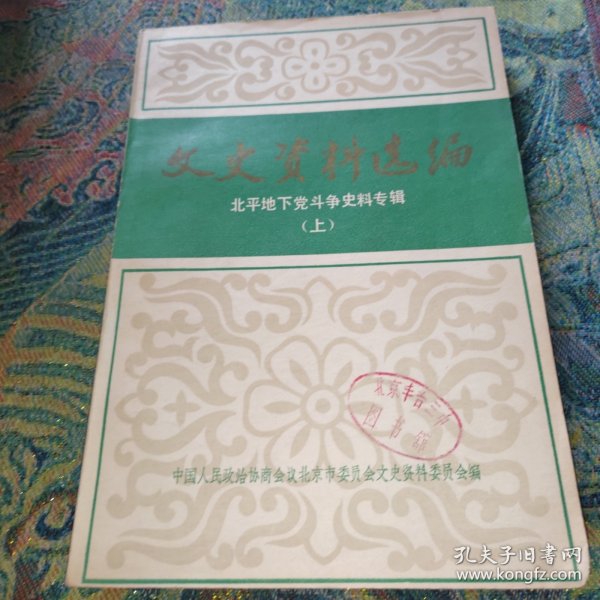 文史资料选编
北平地下党斗争史料专辑
（上）
北京丰台三中
图书馆
中国人民政治协商会议北京市委员会文史资料委员会编
孔夫子旧书网
www.kongfz.com